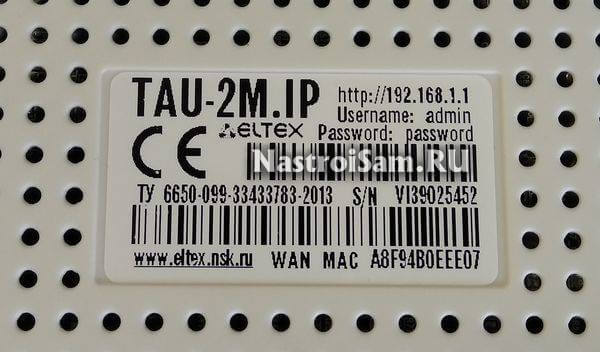 TAU-2M.IP http://192.168.1.1
Username: admin
ELTEX Password: password
CE NastroiSam.RU
ТУ 6650-099-33433783-2013 S/N VI39025452
www.eltex.nsk.ru WAN MAC A8F94B0EEE07